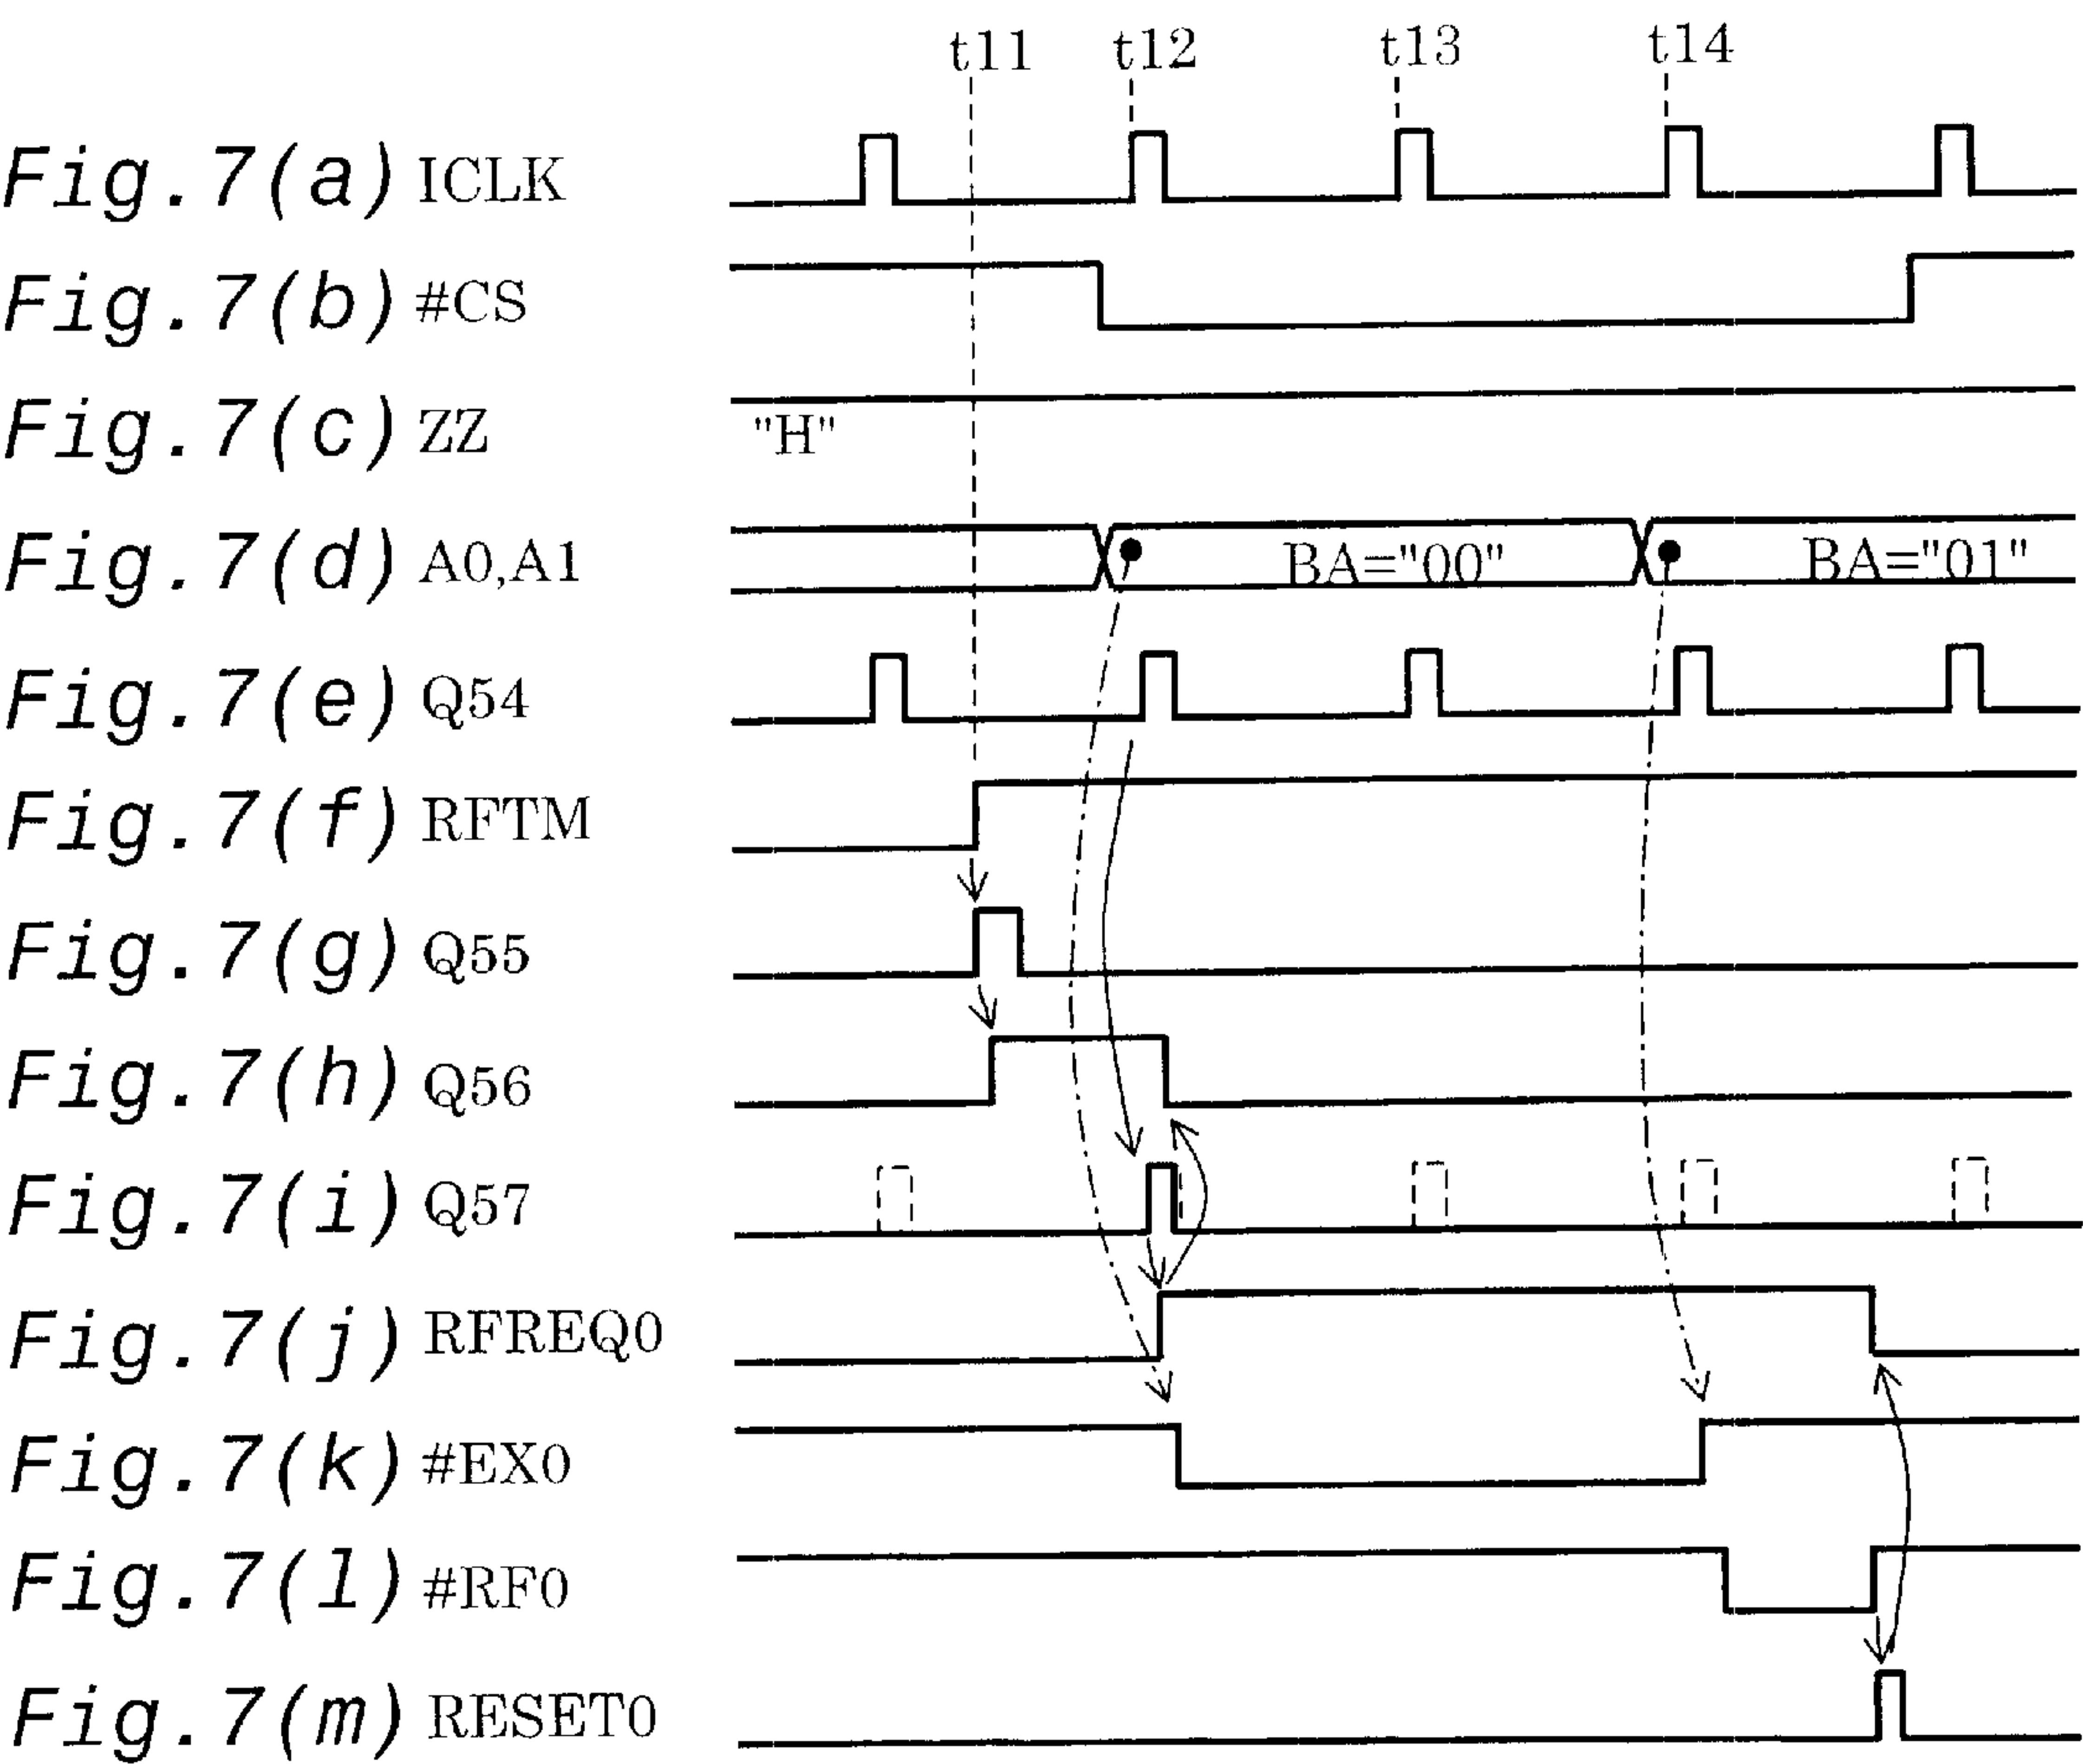 t11 t12 t13 t14
Fig.7(a) ICLK
Fig.7(b) #CS
Fig.7(c) ZZ "H"
Fig.7(d) A0,A1 BA="00" BA="01"
Fig.7(e) Q54
Fig.7(f) RFTM
Fig.7(g) Q55
Fig.7(h) Q56
Fig.7(i) Q57
Fig.7(j) RFREQ0
Fig.7(k) #EX0
Fig.7(l) #RF0
Fig.7(m) RESET0